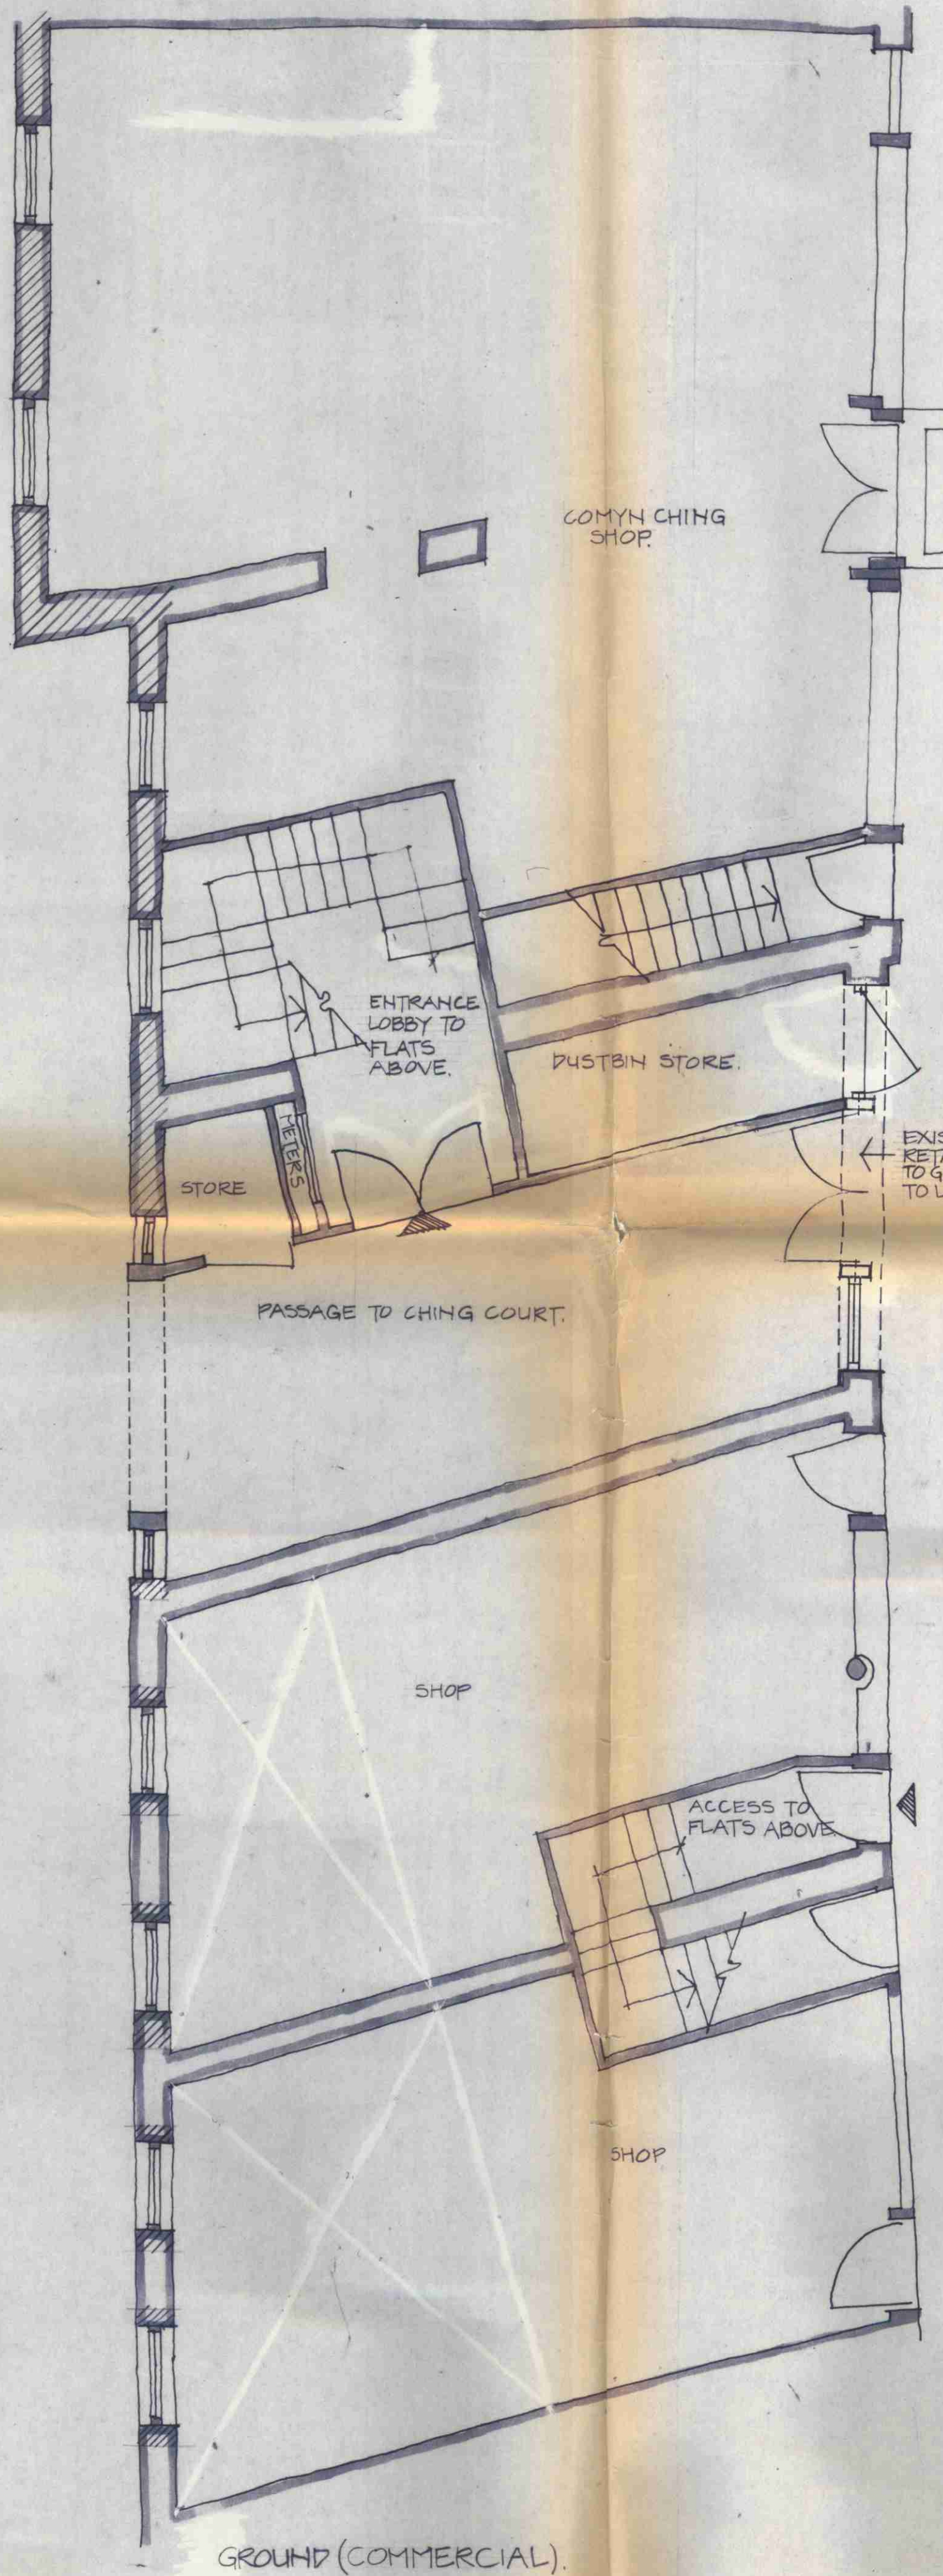 COMYN CHING
SHOP.
ENTRANCE
LOBBY TO
FLATS
ABOVE.
DUSTBIN STORE.
METERS
STORE
PASSAGE TO CHING COURT.
SHOP
ACCESS TO
FLATS ABOVE
SHOP
GROUND (COMMERCIAL).